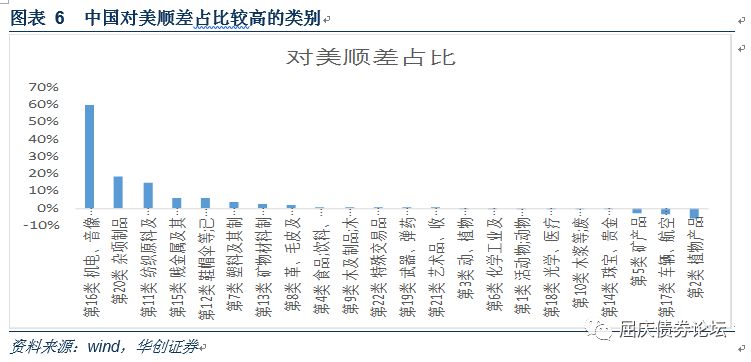 图表 6 中国对美顺差占比较高的类别
对美顺差占比
70%
60%
50%
40%
30%
20%
10%
0%
-10%
第16类 机电、音像…
第20类 杂项制品
第11类 纺织原料及…
第15类 贱金属及其…
第12类 鞋帽伞等;已…
第7类 塑料及其制…
第13类 矿物材料制…
第8类 革、毛皮及…
第4类 食品;饮料、…
第9类 木及制品;木…
第22类 特殊交易品…
第19类 武器、弹药…
第21类 艺术品、收…
第3类 动、植物…
第6类 化学工业及…
第1类 活动物;动物…
第18类 光学、医疗…
第10类 木浆等;废…
第14类 珠宝、贵金…
第5类 矿产品
第17类 车辆、航空…
第2类 植物产品
屈庆债券论坛
资料来源：wind，华创证券